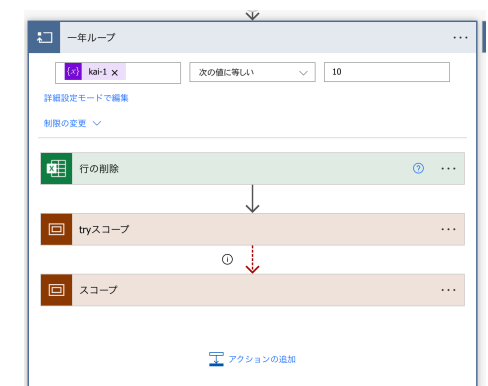 一年ループ
kai-1 × 次の値に等しい 10
詳細設定モードで編集
制限の変更
行の削除
tryスコープ
スコープ
アクションの追加